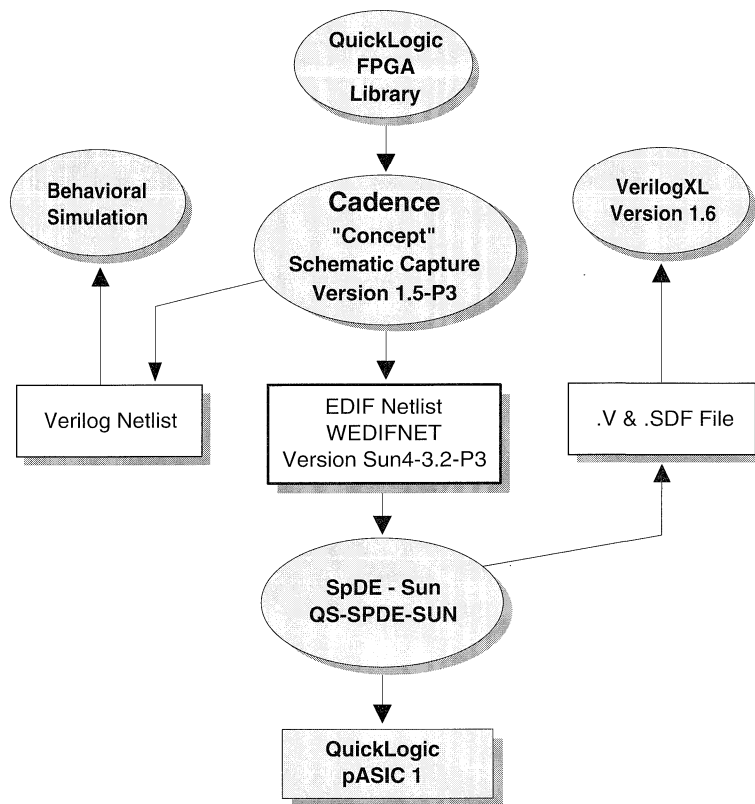 QuickLogic
FPGA
Library
Behavioral
Simulation
Cadence
"Concept"
Schematic Capture
Version 1.5-P3
VerilogXL
Version 1.6
Verilog Netlist
EDIF Netlist
WEDIFNET
Version Sun4-3.2-P3
.V & .SDF File
SpDE - Sun
QS-SPDE-SUN
QuickLogic
pASIC 1